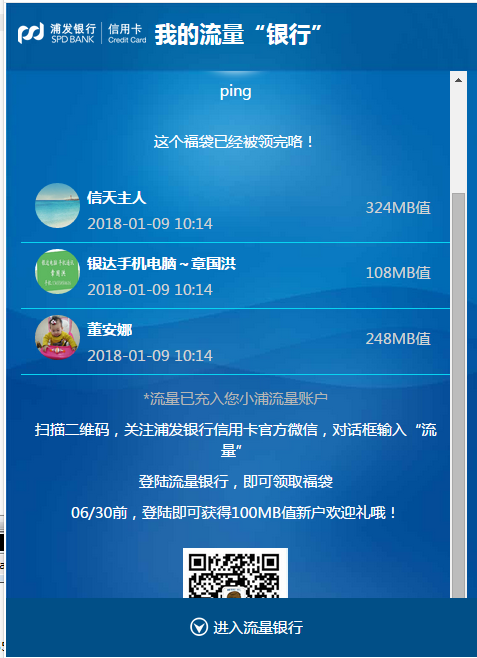 浦发银行 信用卡 我的流量“银行”
SPD BANK Credit Card
ping
这个福袋已经被领完咯！
信天主人
2018-01-09 10:14
324MB值
银达手机电脑～章国洪
2018-01-09 10:14
108MB值
董安娜
2018-01-09 10:14
248MB值
*流量已充入您小浦流量账户
扫描二维码，关注浦发银行信用卡官方微信，对话框输入“流
量”
登陆流量银行，即可领取福袋
06/30前，登陆即可获得100MB值新户欢迎礼哦！
进入流量银行